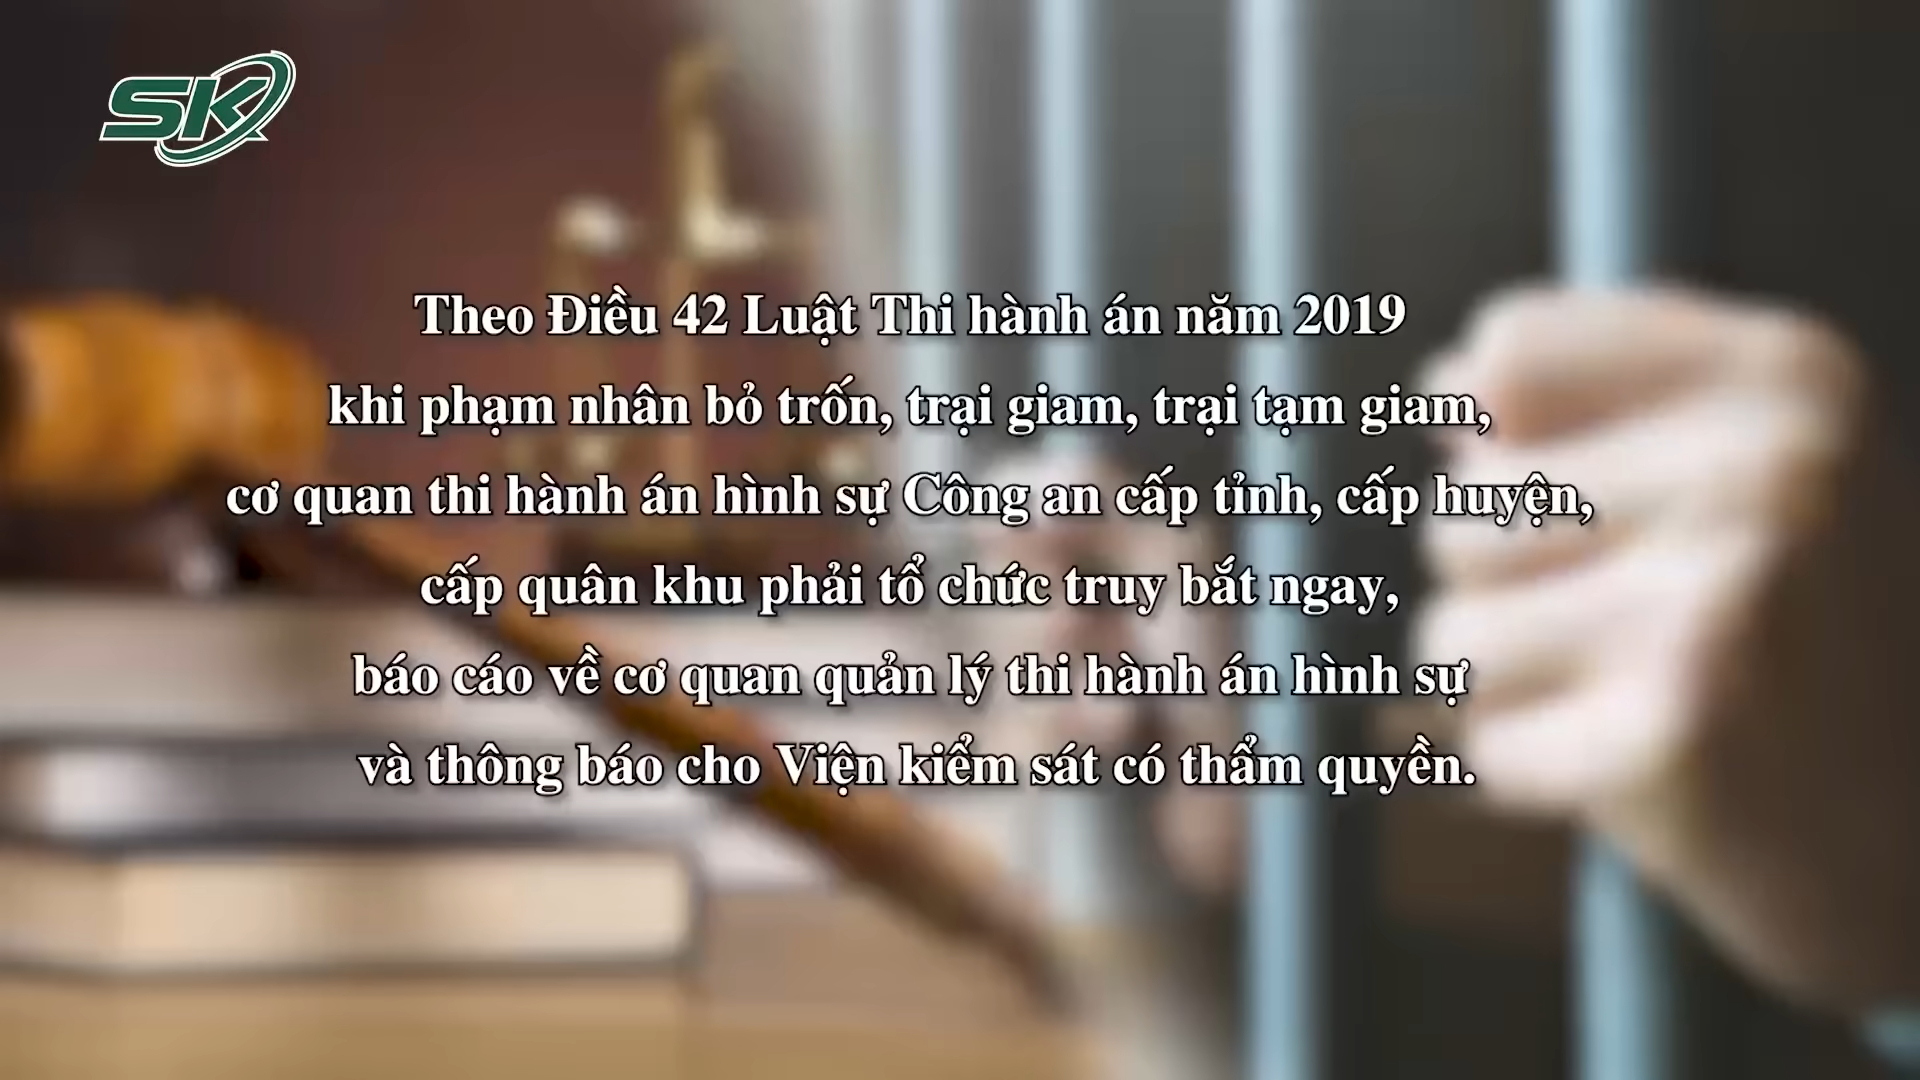 SK
Theo Điều 42 Luật Thi hành án năm 2019
khi phạm nhân bỏ trốn, trại giam, trại tạm giam,
cơ quan thi hành án hình sự Công an cấp tỉnh, cấp huyện,
cấp quân khu phải tổ chức truy bắt ngay,
báo cáo về cơ quan quản lý thi hành án hình sự
và thông báo cho Viện kiểm sát có thẩm quyền.